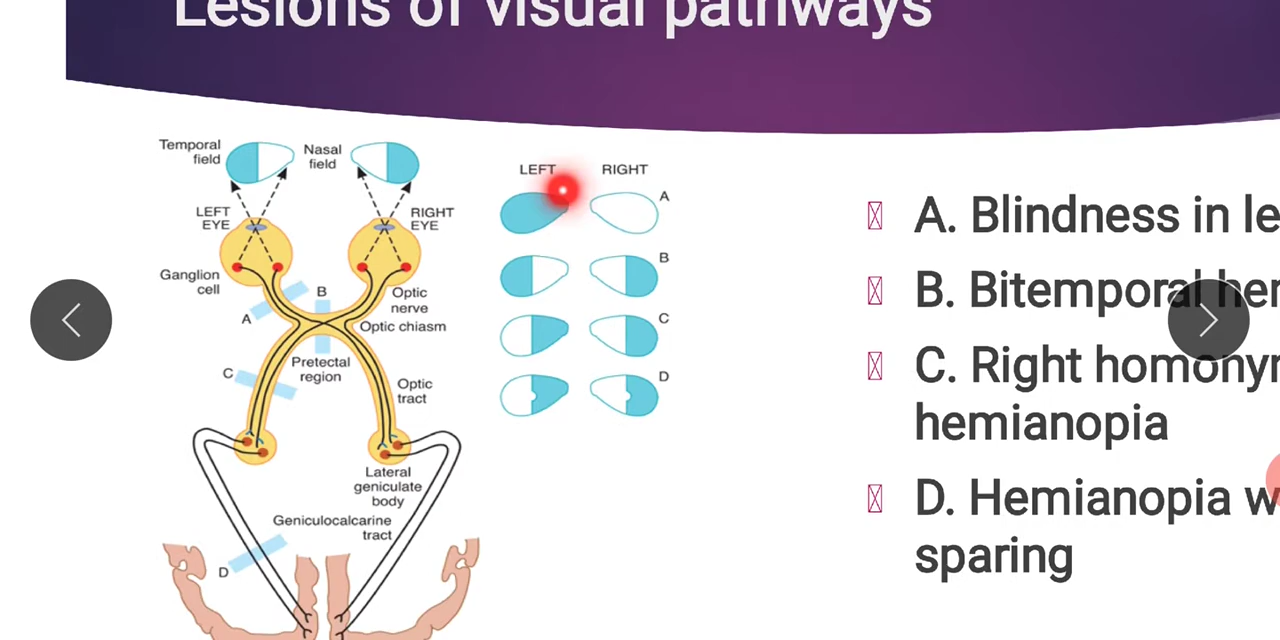 Lesions of visual pathways
Temporal
field
Nasal
field
LEFT
RIGHT
A
LEFT
EYE
RIGHT
EYE
B
Ganglion
cell
B
Optic
nerve
A
Optic chiasm
C
Pretectal
region
C
Optic
tract
D
Lateral
geniculate
body
Geniculocalcarine
tract
D
A. Blindness in le
B. Bitemporal her
C. Right homony
hemianopia
D. Hemianopia w
sparing